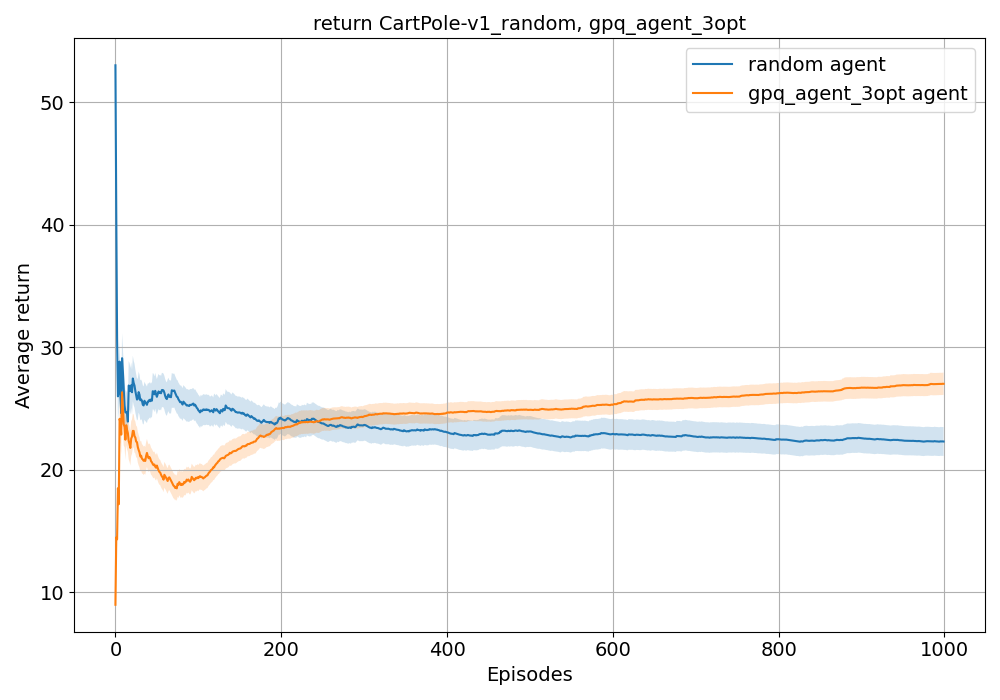 return CartPole-v1_random, gpq_agent_3opt
random agent
gpq_agent_3opt agent
Average return
50
40
30
20
10
0 200 400 600 800 1000
Episodes